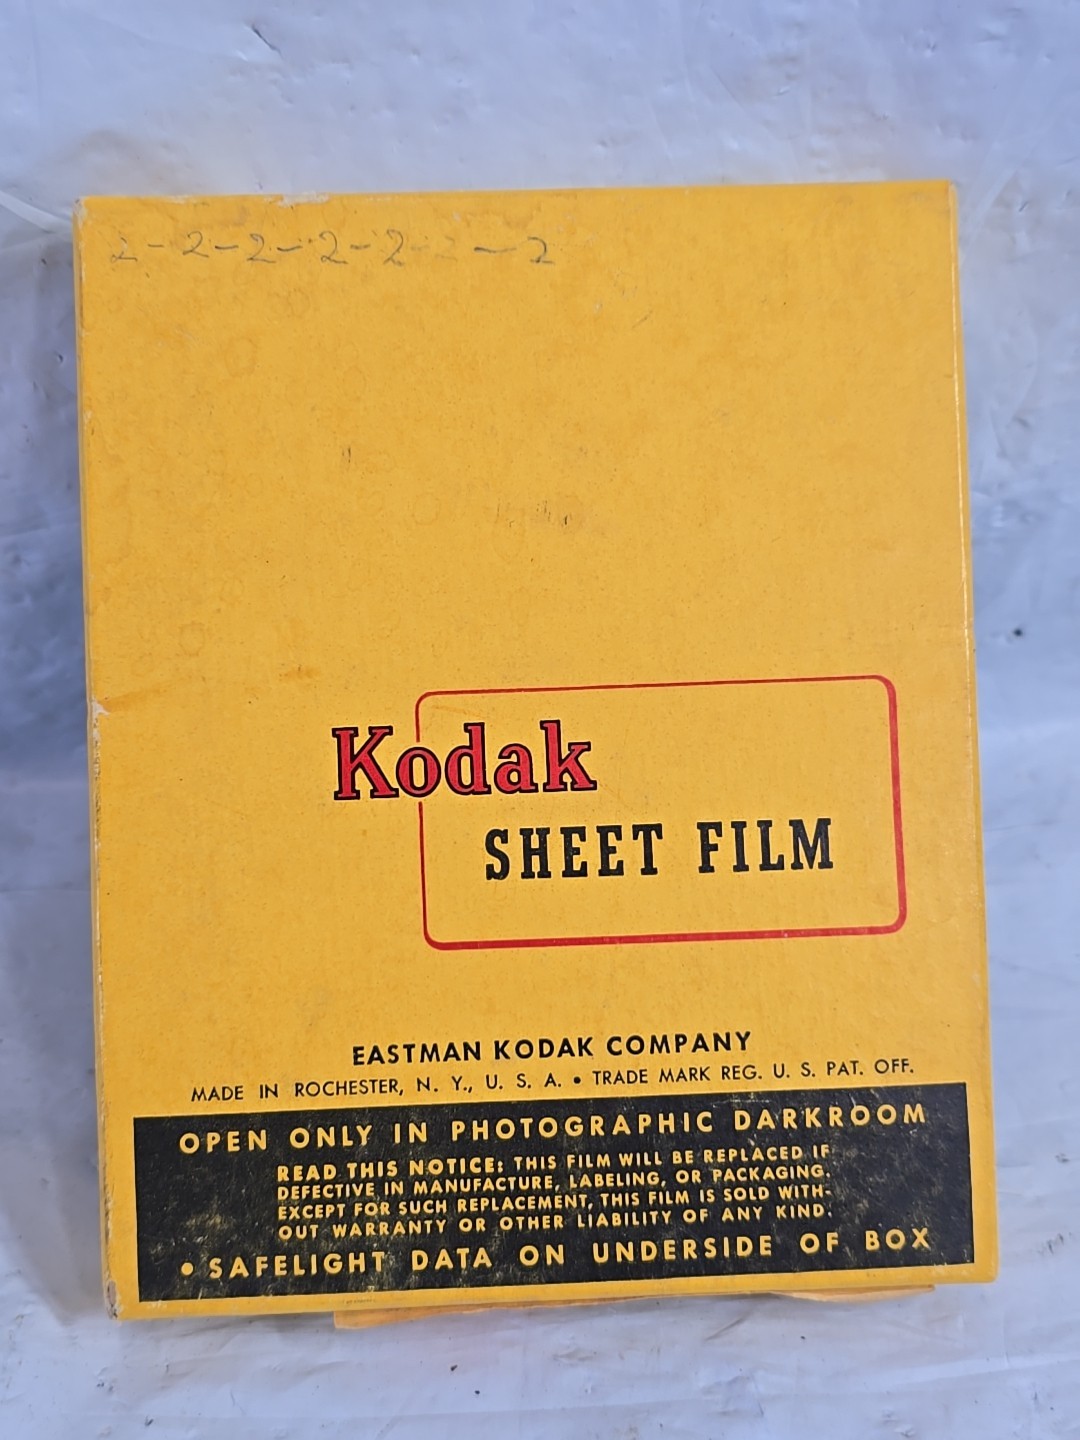 2-2-2-2-2-2-2
Kodak
SHEET FILM
EASTMAN KODAK COMPANY
MADE IN ROCHESTER, N. Y., U. S. A. • TRADE MARK REG. U. S. PAT. OFF.
OPEN ONLY IN PHOTOGRAPHIC DARKROOM
READ THIS NOTICE: THIS FILM WILL BE REPLACED IF
DEFECTIVE IN MANUFACTURE, LABELING, OR PACKAGING.
EXCEPT FOR SUCH REPLACEMENT, THIS FILM IS SOLD WITH-
OUT WARRANTY OR OTHER LIABILITY OF ANY KIND.
• SAFELIGHT DATA ON UNDERSIDE OF BOX